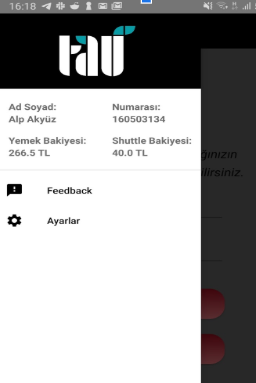 16:18
tau
Ad Soyad: Numarası:
Alp Akyüz 160503134
Yemek Bakiyesi: Shuttle Bakiyesi:
266.5 TL 40.0 TL
ğınızın
ilirsiniz.
Feedback
Ayarlar